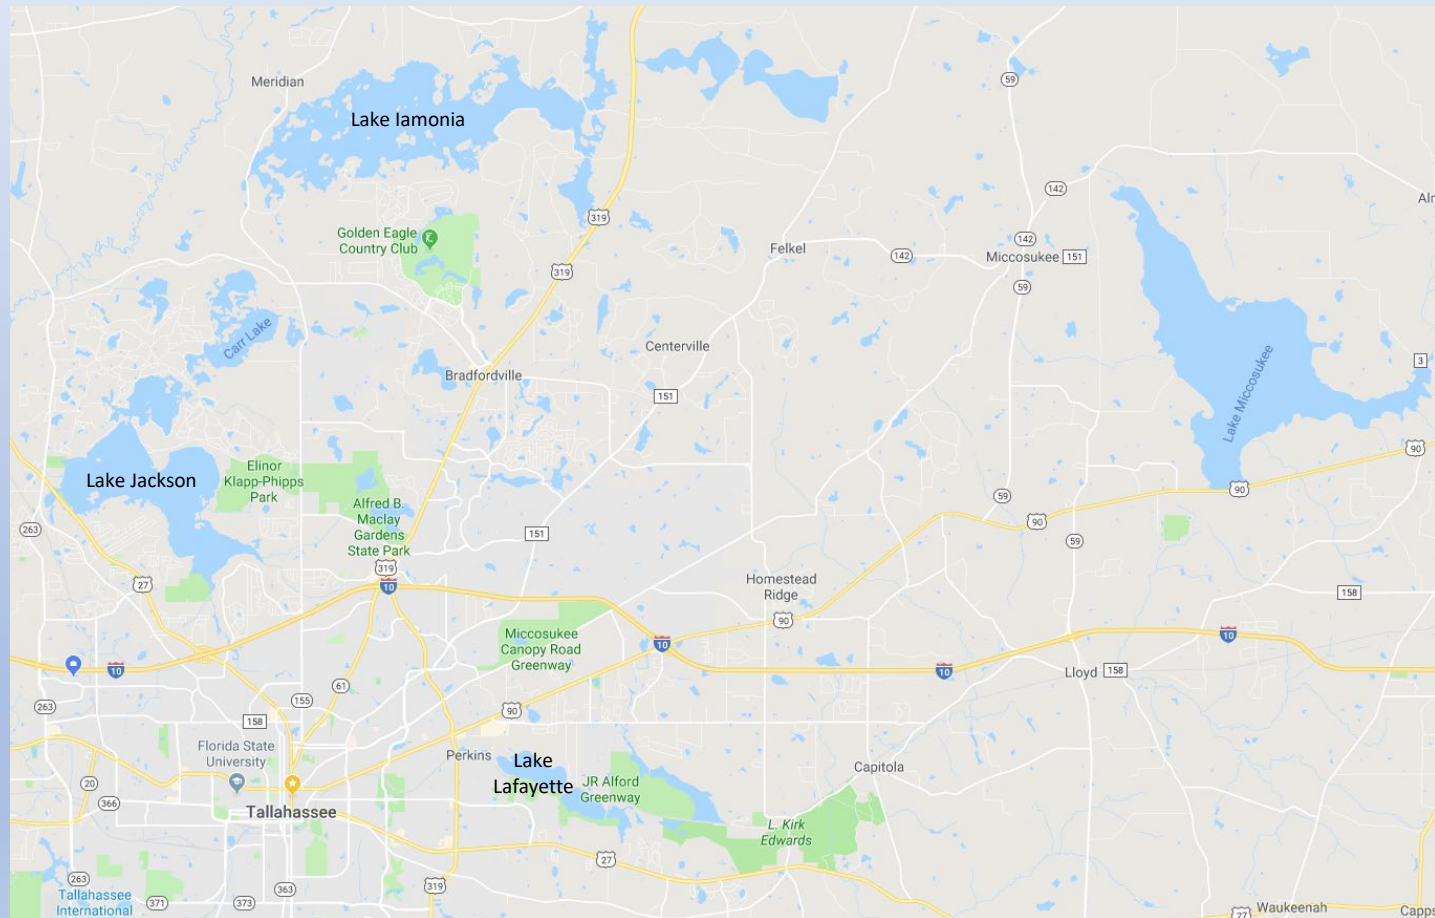 Meridian
Lake Iamonia
59
142
319
Golden Eagle
Country Club
142
Felkel
142
Miccosukee
151
319
59
Carr Lake
Centerville
Bradfordville
151
3
Lake Miccosukee
90
Lake Jackson
Elinor
Klapp-Phipps
Park
Alfred B.
Maclay
Gardens
State Park
263
151
59
90
90
59
319
10
27
Homestead
Ridge
158
90
Miccosukee
Canopy Road
Greenway
10
10
10
10
Lloyd
158
61
155
263
158
90
Florida State
University
Perkins
Lake
Lafayette
JR Alford
Greenway
Capitola
20
366
Tallahassee
L. Kirk
Edwards
27
263
363
319
Tallahassee
International
371
373
27
Waukeenah
Capps